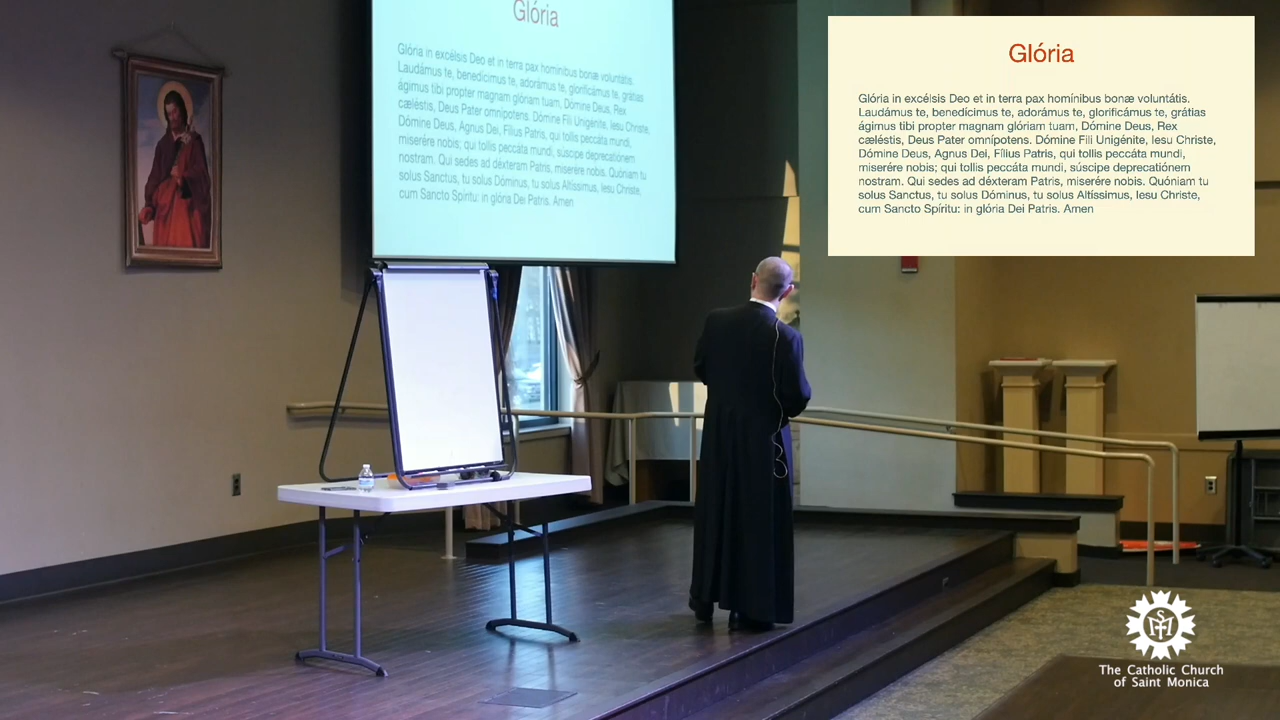 Glória
Glória in excélsis Deo et in terra pax homínibus bonæ voluntátis.
Laudámus te, benedícimus te, adorámus te, glorificámus te, grátias
ágimus tibi propter magnam glóriam tuam, Dómine Deus, Rex
cæléstis, Deus Pater omnípotens. Dómine Fili Unigénite, Iesu Christe,
Dómine Deus, Agnus Dei, Fílius Patris, qui tollis peccáta mundi,
miserére nobis; qui tollis peccáta mundi, súscipe deprecatiónem
nostram. Qui sedes ad déxteram Patris, miserére nobis. Quóniam tu
solus Sanctus, tu solus Dóminus, tu solus Altíssimus, Iesu Christe,
cum Sancto Spíritu: in glória Dei Patris. Amen
Glória
Glória in excélsis Deo et in terra pax homínibus bonæ voluntátis.
Laudámus te, benedícimus te, adorámus te, glorificámus te, grátias
ágimus tibi propter magnam glóriam tuam, Dómine Deus, Rex
cæléstis, Deus Pater omnípotens. Dómine Fili Unigénite, Iesu Christe,
Dómine Deus, Agnus Dei, Fílius Patris, qui tollis peccáta mundi,
miserére nobis; qui tollis peccáta mundi, súscipe deprecatiónem
nostram. Qui sedes ad déxteram Patris, miserére nobis. Quóniam tu
solus Sanctus, tu solus Dóminus, tu solus Altíssimus, Iesu Christe,
cum Sancto Spíritu: in glória Dei Patris. Amen
The Catholic Church
of Saint Monica